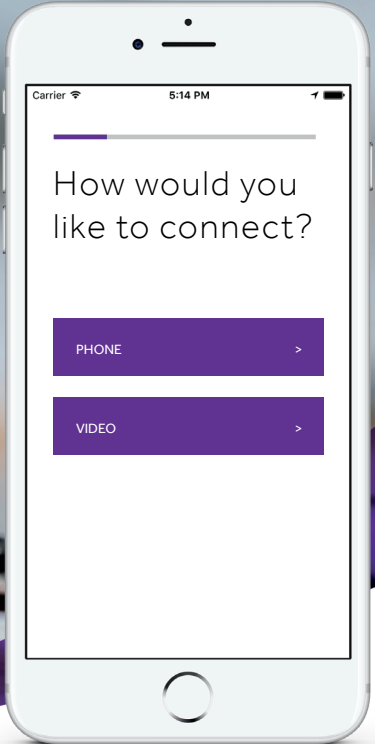 Carrier 5:14 PM
How would you
like to connect?
PHONE >
VIDEO >